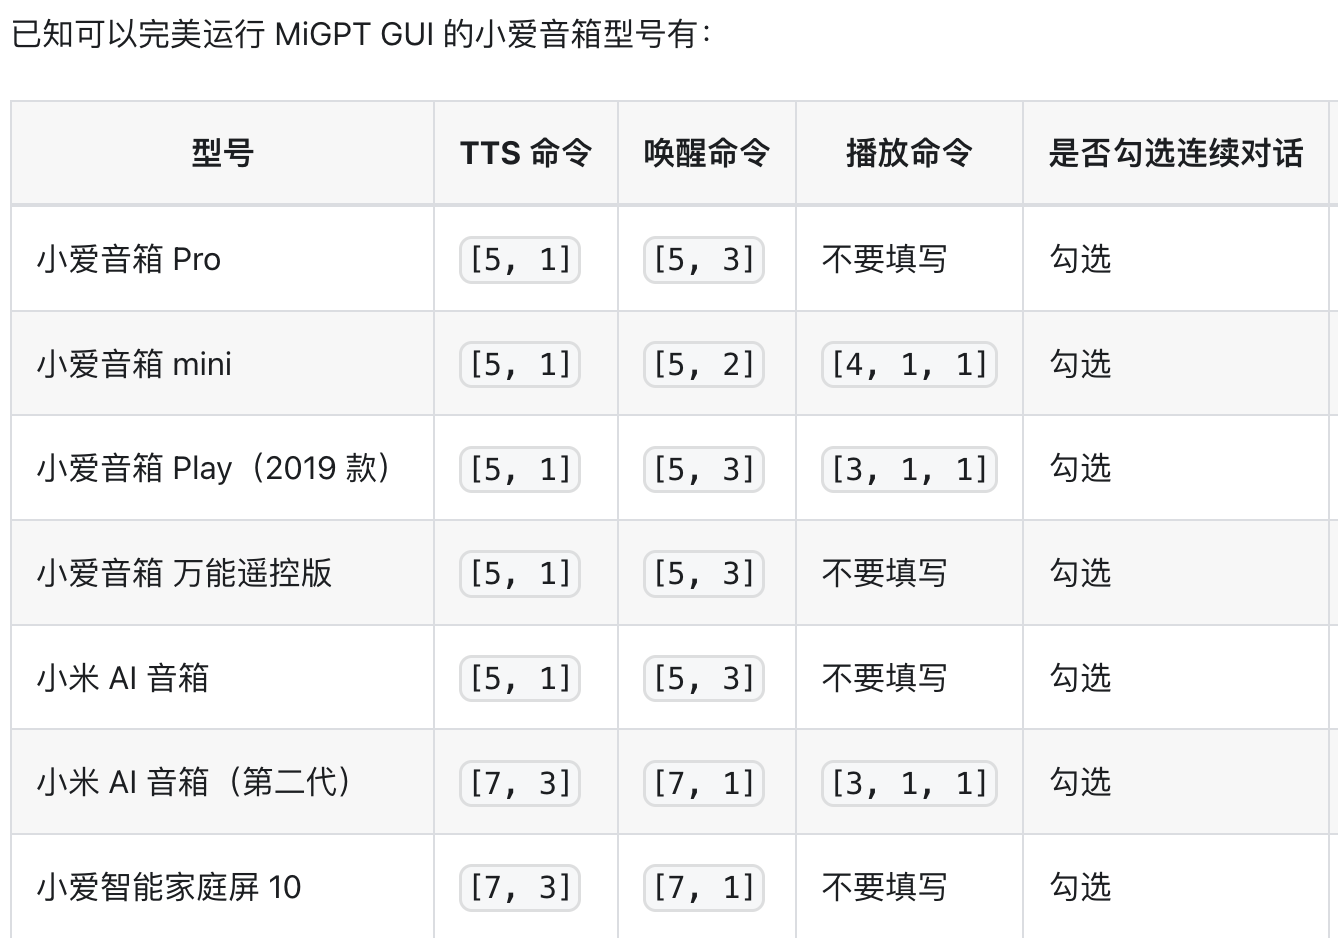 已知可以完美运行 MiGPT GUI 的小爱音箱型号有：
型号 TTS 命令 唤醒命令 播放命令 是否勾选连续对话
小爱音箱 Pro [5, 1] [5, 3] 不要填写 勾选
小爱音箱 mini [5, 1] [5, 2] [4, 1, 1] 勾选
小爱音箱 Play（2019 款） [5, 1] [5, 3] [3, 1, 1] 勾选
小爱音箱 万能遥控版 [5, 1] [5, 3] 不要填写 勾选
小米 AI 音箱 [5, 1] [5, 3] 不要填写 勾选
小米 AI 音箱（第二代） [7, 3] [7, 1] [3, 1, 1] 勾选
小爱智能家庭屏 10 [7, 3] [7, 1] 不要填写 勾选